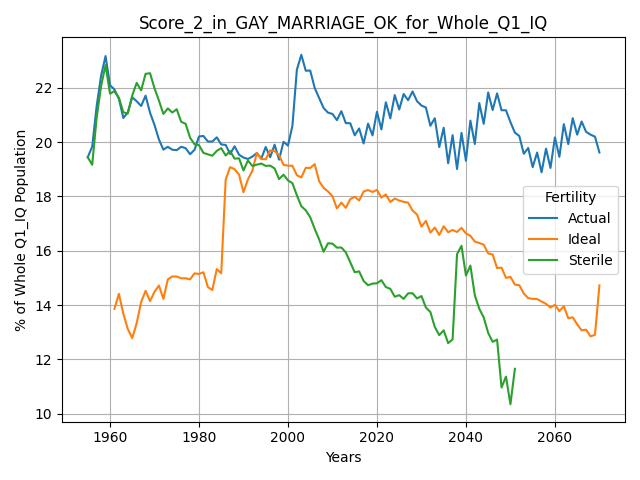 Score_2_in_GAY_MARRIAGE_OK_for_Whole_Q1_IQ
% of Whole Q1_IQ Population
22
20
18
16
14
12
10
Fertility
Actual
Ideal
Sterile
1960 1980 2000 2020 2040 2060
Years